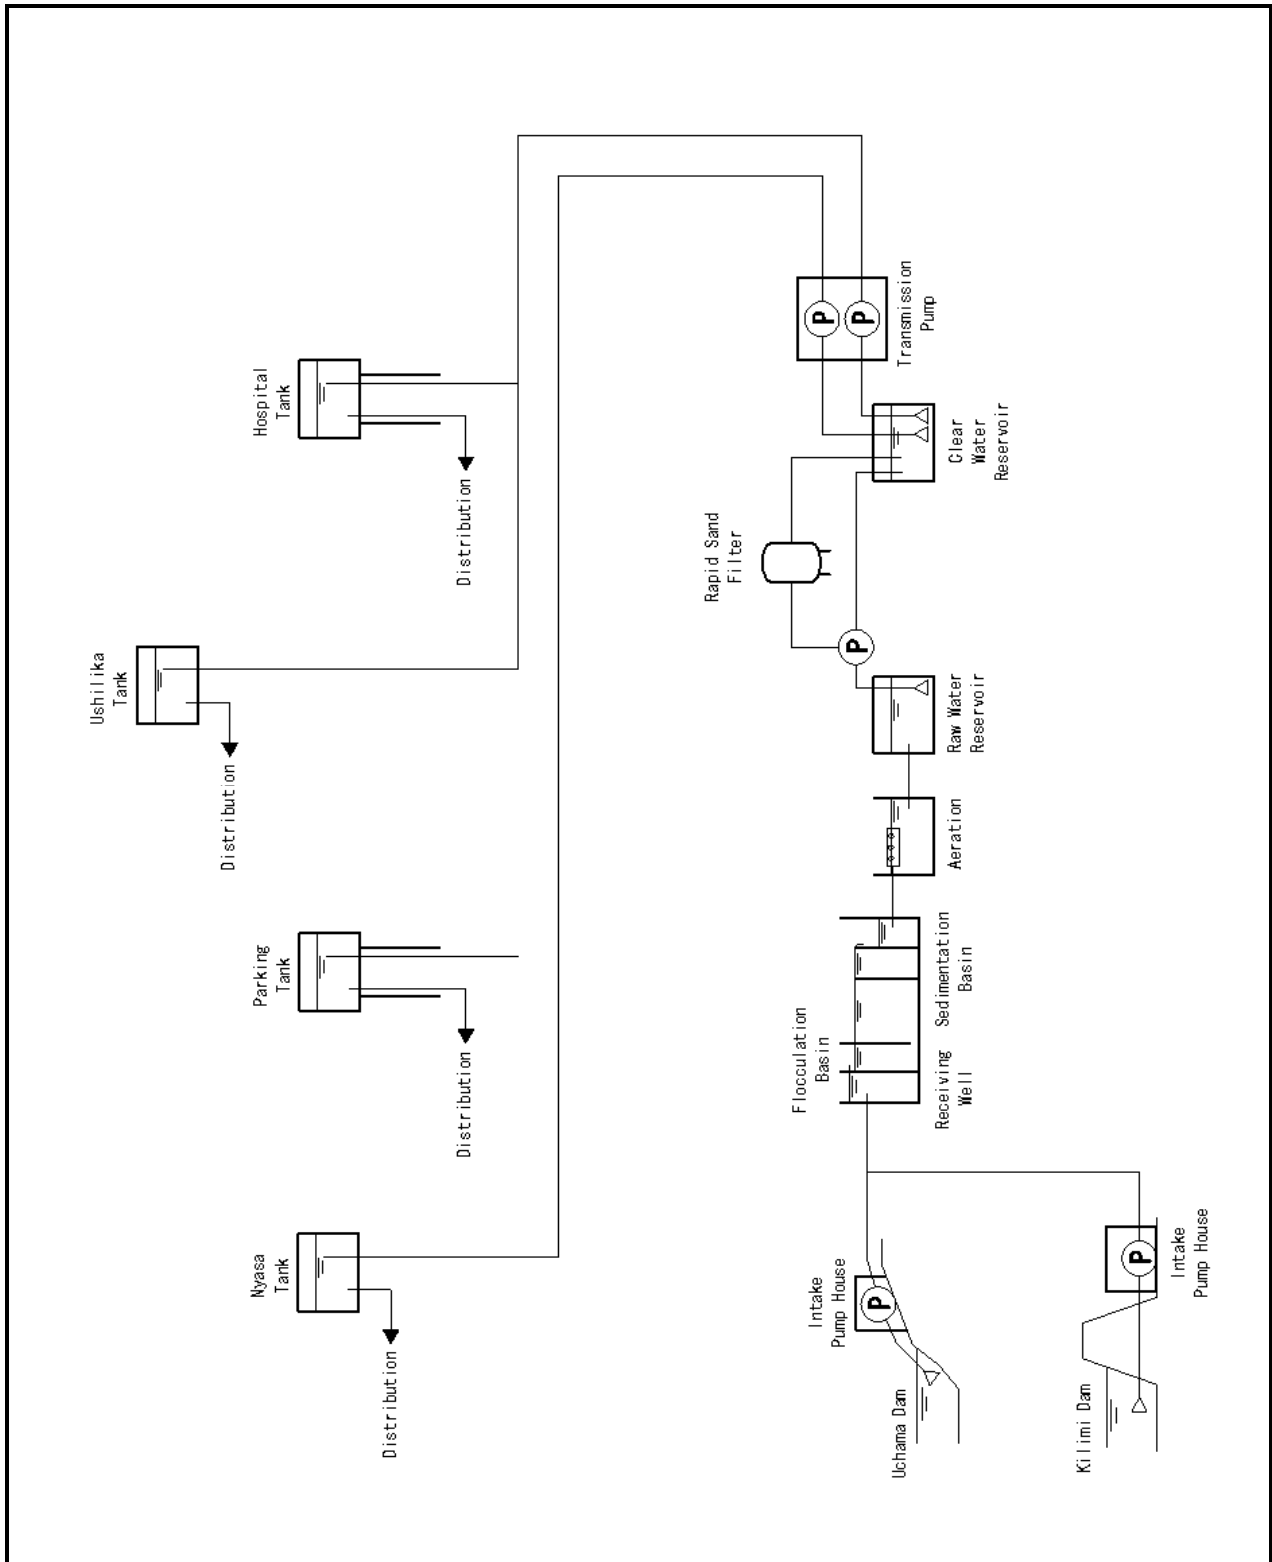 Nyasa
Tank
Distribution
Parking
Tank
Distribution
Ushilika
Tank
Distribution
Hospital
Tank
Distribution
Uchama Dam
Intake
Pump House
Kilimi Dam
Intake
Pump House
Flocculation
Basin
Receiving
Well
Sedimentation
Basin
Aeration
Raw Water
Reservoir
P
P
P
Rapid Sand
Filter
Clear
Water
Reservoir
P
P
Transmission
Pump